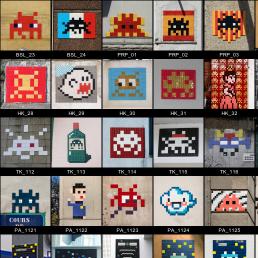 BSL_23 BSL_24 PRP_01 PRP_02 PRP_03
HK_28 HK_29 HK_30 HK_31 HK_32
TK_112 TK_113 TK_114 TK_115 TK_116
COURS
PA_1121 PA_1122 PA_1123 PA_1124 PA_1125